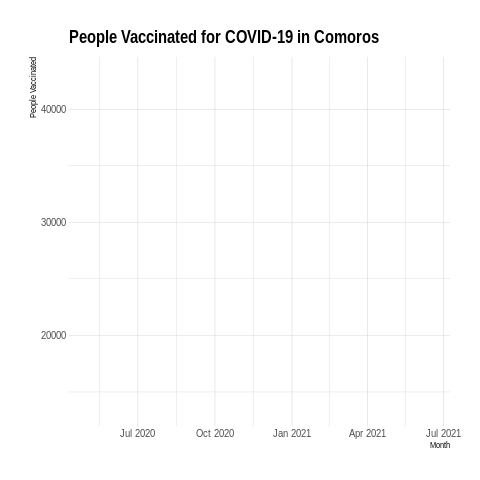 People Vaccinated for COVID-19 in Comoros
People Vaccinated
40000
30000
20000
Jul 2020 Oct 2020 Jan 2021 Apr 2021 Jul 2021
Month